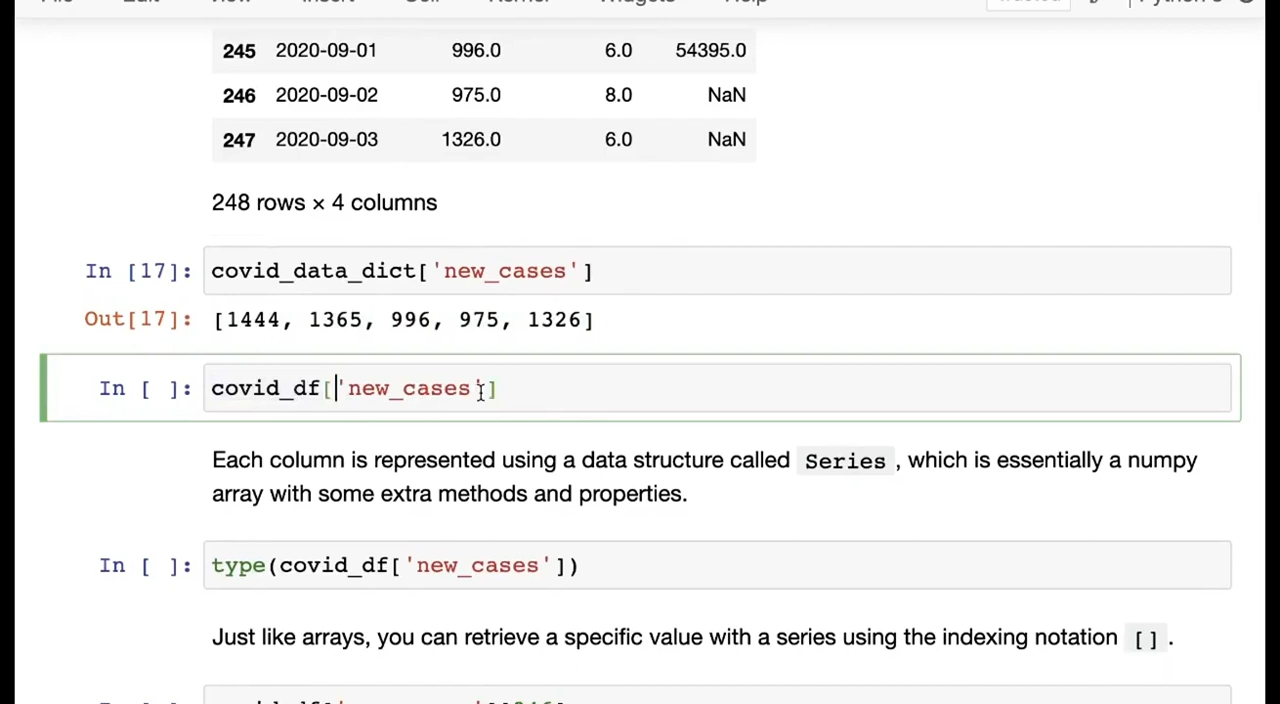 245 2020-09-01 996.0 6.0 54395.0
246 2020-09-02 975.0 8.0 NaN
247 2020-09-03 1326.0 6.0 NaN
248 rows × 4 columns
In [17]: covid_data_dict['new_cases']
Out[17]: [1444, 1365, 996, 975, 1326]
In [ ]: covid_df['new_cases']
Each column is represented using a data structure called Series, which is essentially a numpy
array with some extra methods and properties.
In [ ]: type(covid_df['new_cases'])
Just like arrays, you can retrieve a specific value with a series using the indexing notation [].